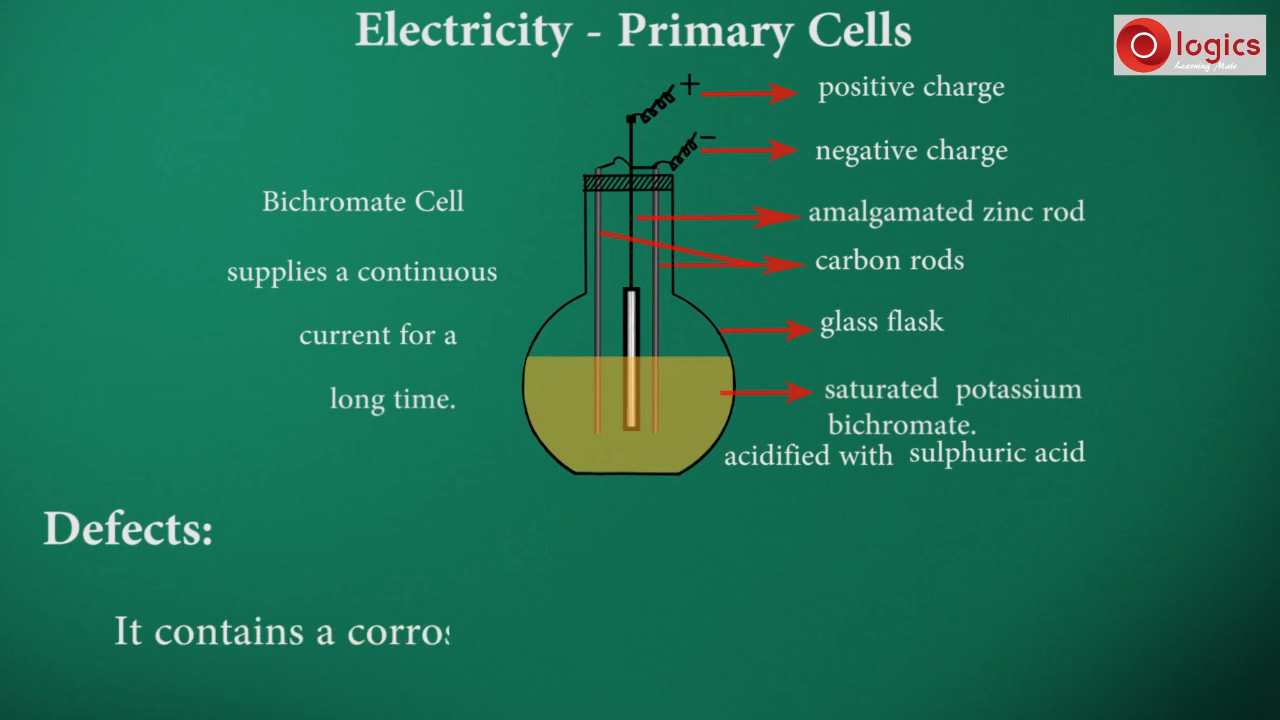 Electricity - Primary Cells
logics
Learning Mate
+
positive charge
−
negative charge
Bichromate Cell
supplies a continuous
current for a
long time.
amalgamated zinc rod
carbon rods
glass flask
saturated potassium
bichromate.
acidified with sulphuric acid
Defects:
It contains a corro